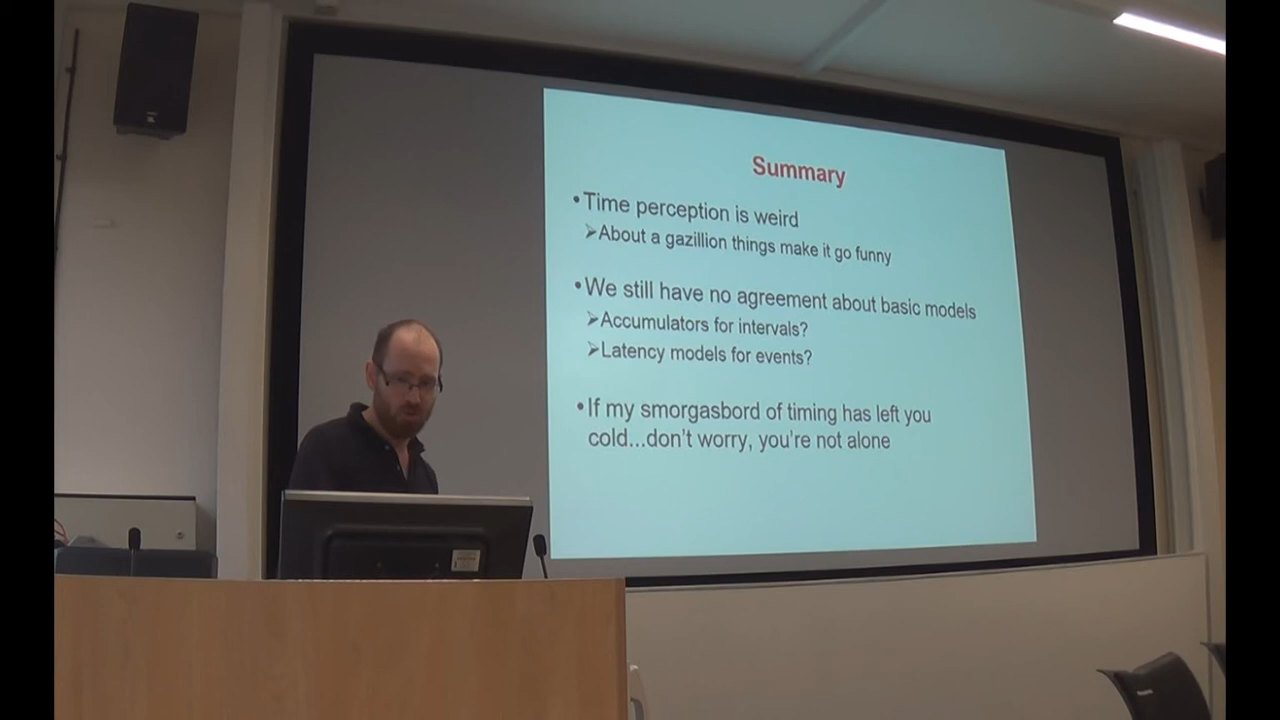 Summary
•Time perception is weird
➢About a gazillion things make it go funny
•We still have no agreement about basic models
➢Accumulators for intervals?
➢Latency models for events?
•If my smorgasbord of timing has left you
cold...don't worry, you're not alone